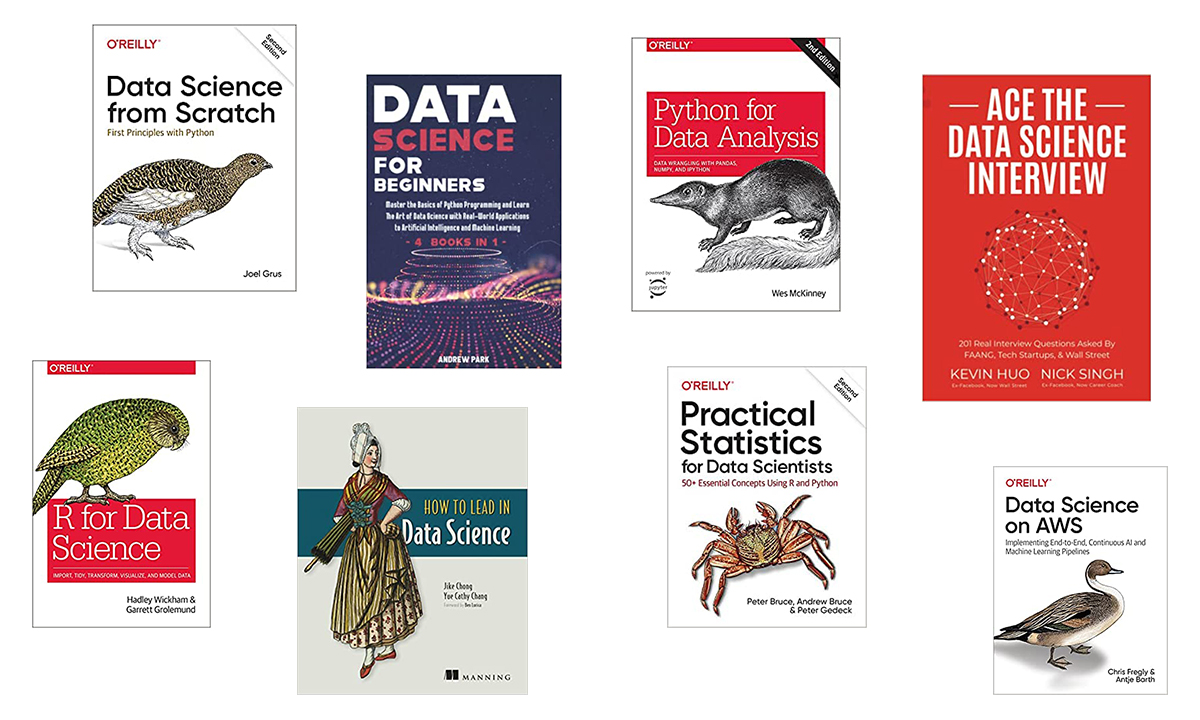 O'REILLY®
Second
Edition
Data Science
from Scratch
First Principles with Python
Joel Grus
DATA
SCIENCE
FOR
BEGINNERS
Master the Basics of Python Programming and Learn
The Art of Data Science with Real-World Applications
to Artificial Intelligence and Machine Learning
- 4 BOOKS IN 1 -
ANDREW PARK
O'REILLY®
2nd Edition
Python for
Data Analysis
DATA WRANGLING WITH PANDAS,
NUMPY, AND IPYTHON
powered by
jupyter
Wes McKinney
ACE THE
DATA SCIENCE
INTERVIEW
201 Real Interview Questions Asked By
FAANG, Tech Startups, & Wall Street
KEVIN HUO NICK SINGH
Ex-Facebook, Now Wall Street Ex-Facebook, Now Career Coach
O'REILLY®
R for Data
Science
IMPORT, TIDY, TRANSFORM, VISUALIZE, AND MODEL DATA
Hadley Wickham &
Garrett Grolemund
HOW TO LEAD IN
Data Science
Jike Chong
Yue Cathy Chang
Foreword by Ben Lorica
MANNING
O'REILLY®
Second
Edition
Practical
Statistics
for Data Scientists
50+ Essential Concepts Using R and Python
Peter Bruce, Andrew Bruce
& Peter Gedeck
O'REILLY®
Data Science
on AWS
Implementing End-to-End, Continuous AI and
Machine Learning Pipelines
Chris Fregly &
Antje Barth